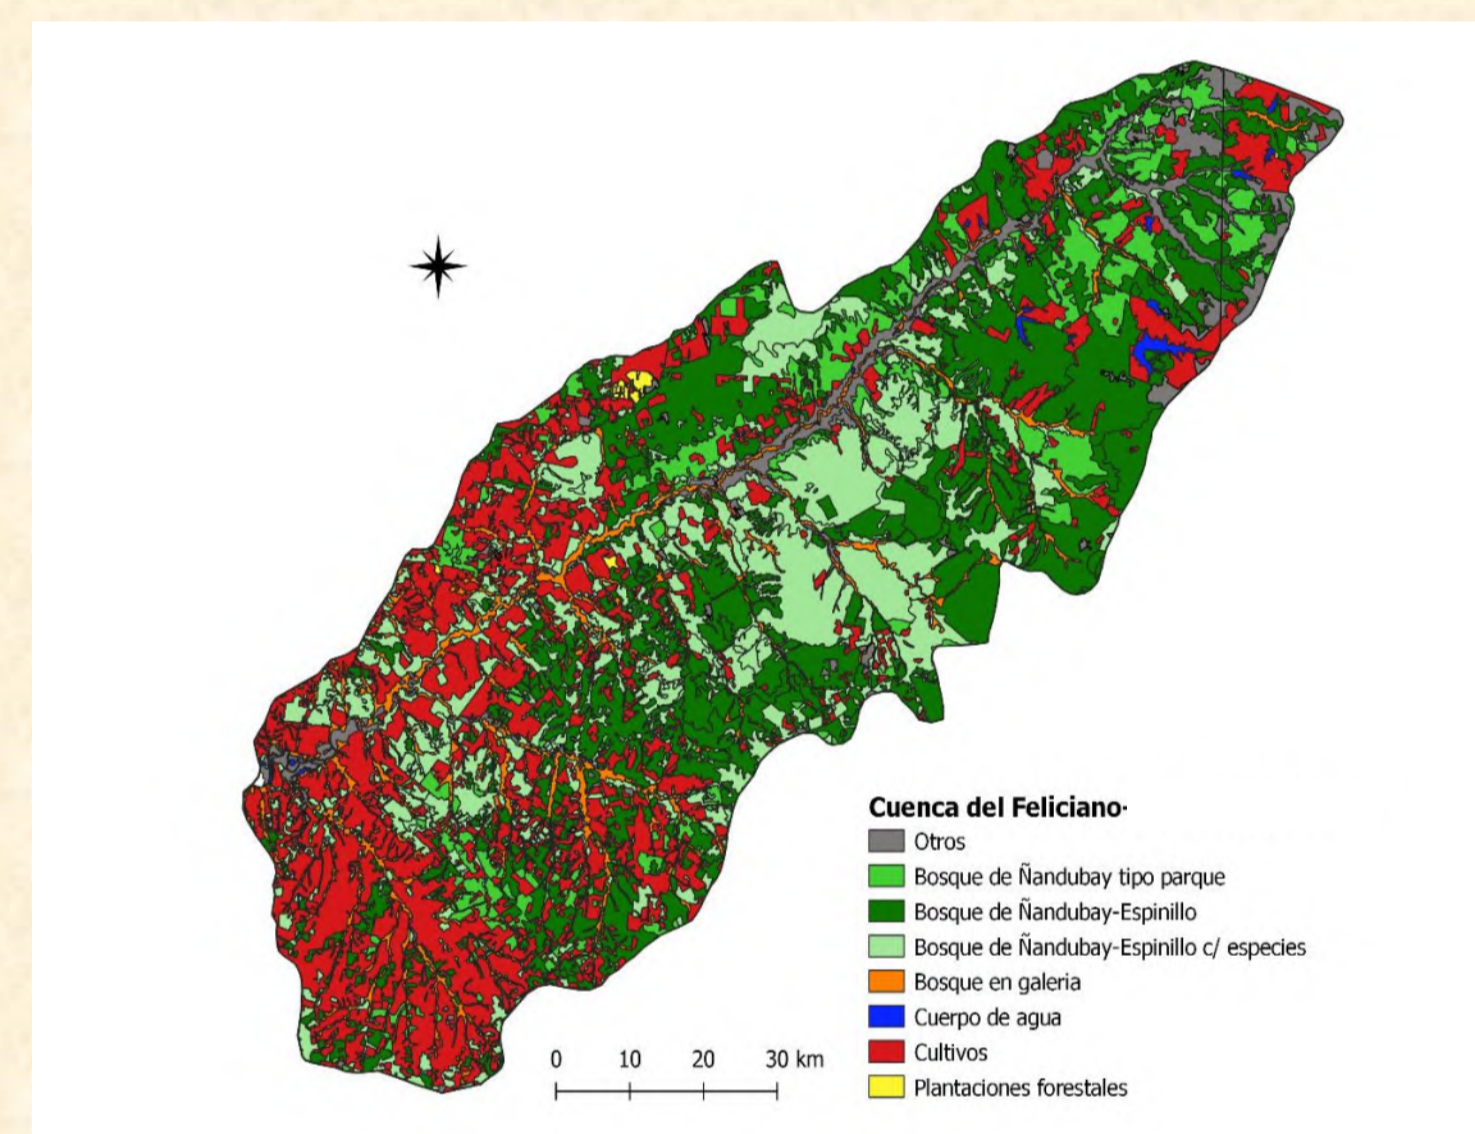 Cuenca del Feliciano
Otros
Bosque de Ñandubay tipo parque
Bosque de Ñandubay-Espinillo
Bosque de Ñandubay-Espinillo c/ especies
Bosque en galeria
Cuerpo de agua
Cultivos
Plantaciones forestales
0 10 20 30 km